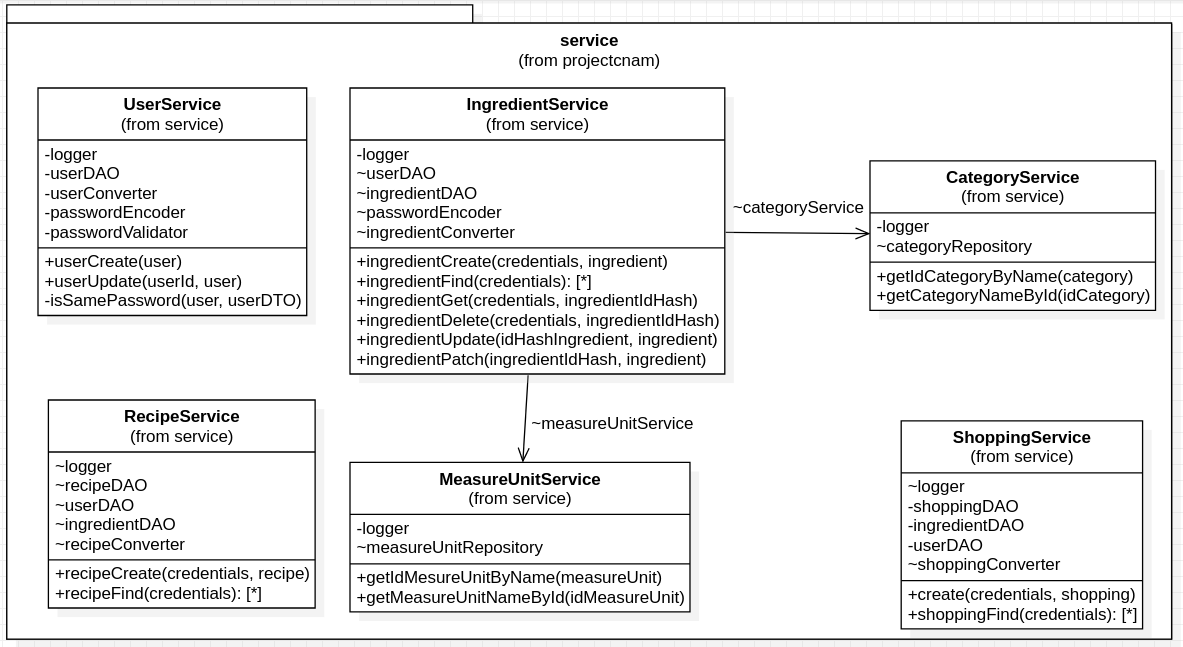 service
(from projectcnam)
UserService
(from service)
-logger
-userDAO
-userConverter
-passwordEncoder
-passwordValidator
+userCreate(user)
+userUpdate(userId, user)
-isSamePassword(user, userDTO)
IngredientService
(from service)
-logger
~userDAO
~ingredientDAO
~passwordEncoder
~ingredientConverter
+ingredientCreate(credentials, ingredient)
+ingredientFind(credentials): [*]
+ingredientGet(credentials, ingredientIdHash)
+ingredientDelete(credentials, ingredientIdHash)
+ingredientUpdate(idHashIngredient, ingredient)
+ingredientPatch(ingredientIdHash, ingredient)
~categoryService
CategoryService
(from service)
-logger
~categoryRepository
+getIdCategoryByName(category)
+getCategoryNameById(idCategory)
RecipeService
(from service)
~logger
~recipeDAO
~userDAO
~ingredientDAO
~recipeConverter
+recipeCreate(credentials, recipe)
+recipeFind(credentials): [*]
~measureUnitService
MeasureUnitService
(from service)
-logger
~measureUnitRepository
+getIdMesureUnitByName(measureUnit)
+getMeasureUnitNameById(idMeasureUnit)
ShoppingService
(from service)
~logger
-shoppingDAO
-ingredientDAO
-userDAO
~shoppingConverter
+create(credentials, shopping)
+shoppingFind(credentials): [*]